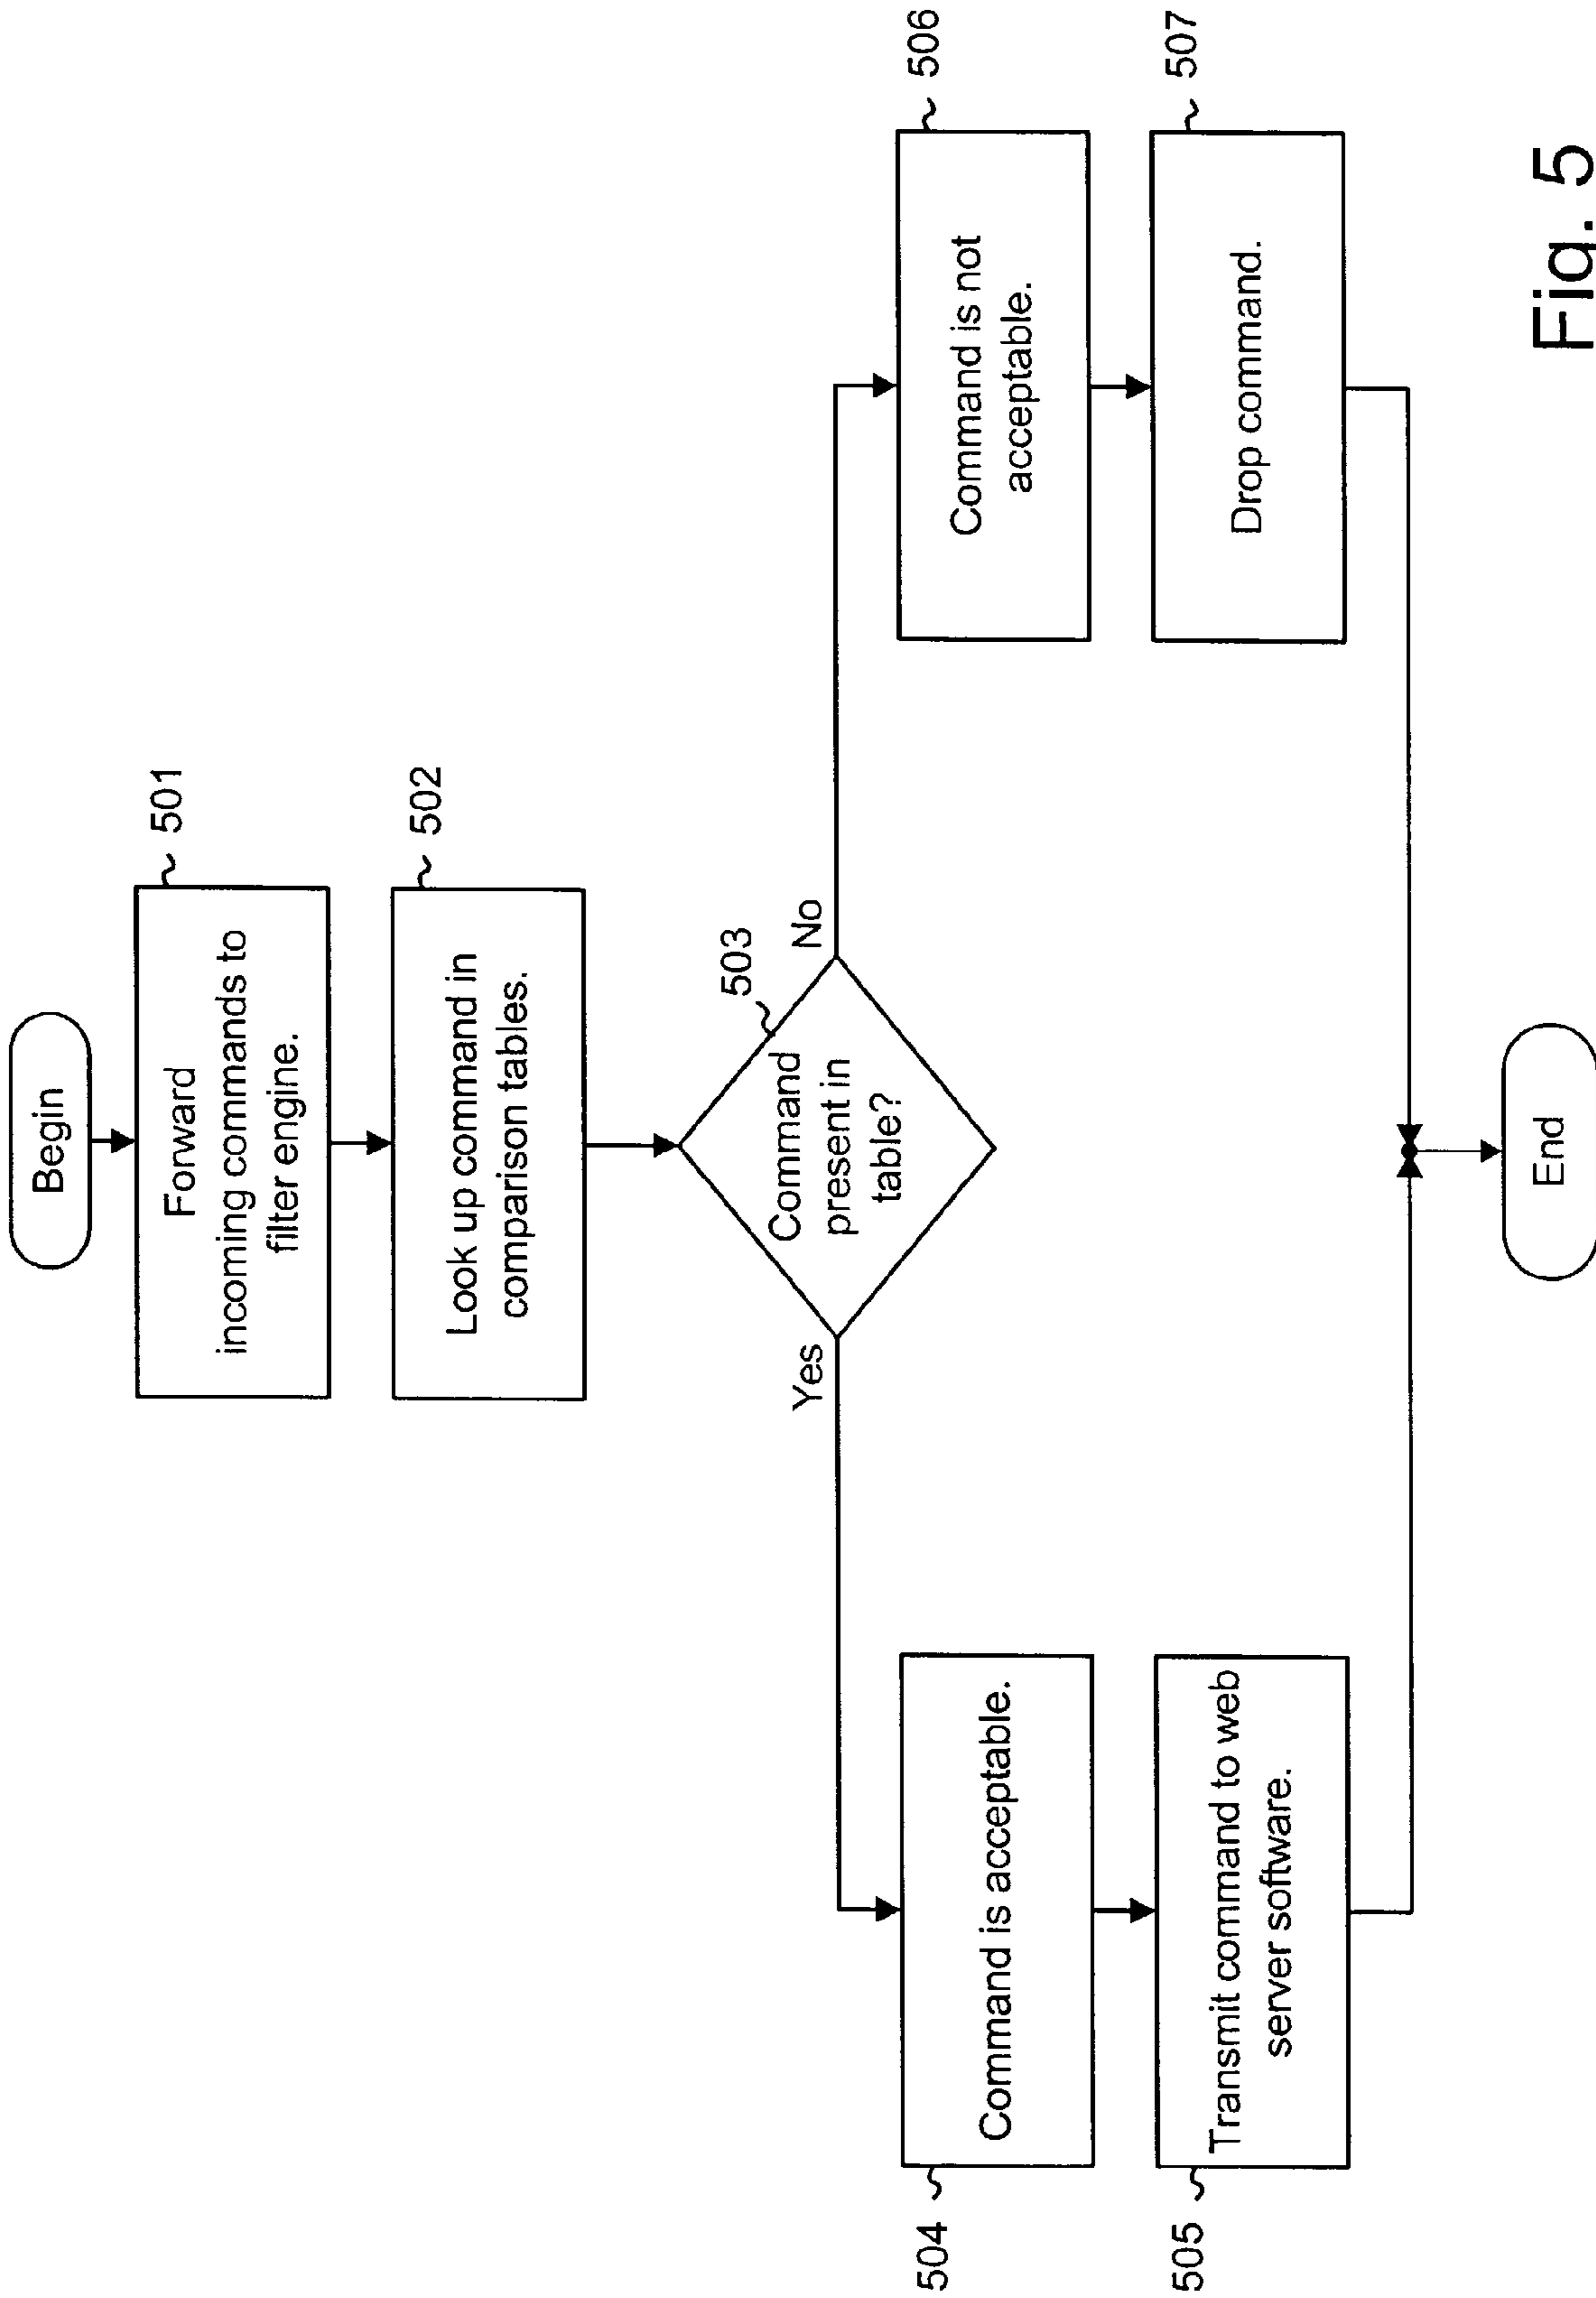 Begin
Forward
incoming commands to
filter engine.
501
Look up command in
comparison tables.
502
Command
present in
table?
503
Yes
No
504
Command is acceptable.
505
Transmit command to web
server software.
Command is not
acceptable.
506
Drop command.
507
End
Fig. 5